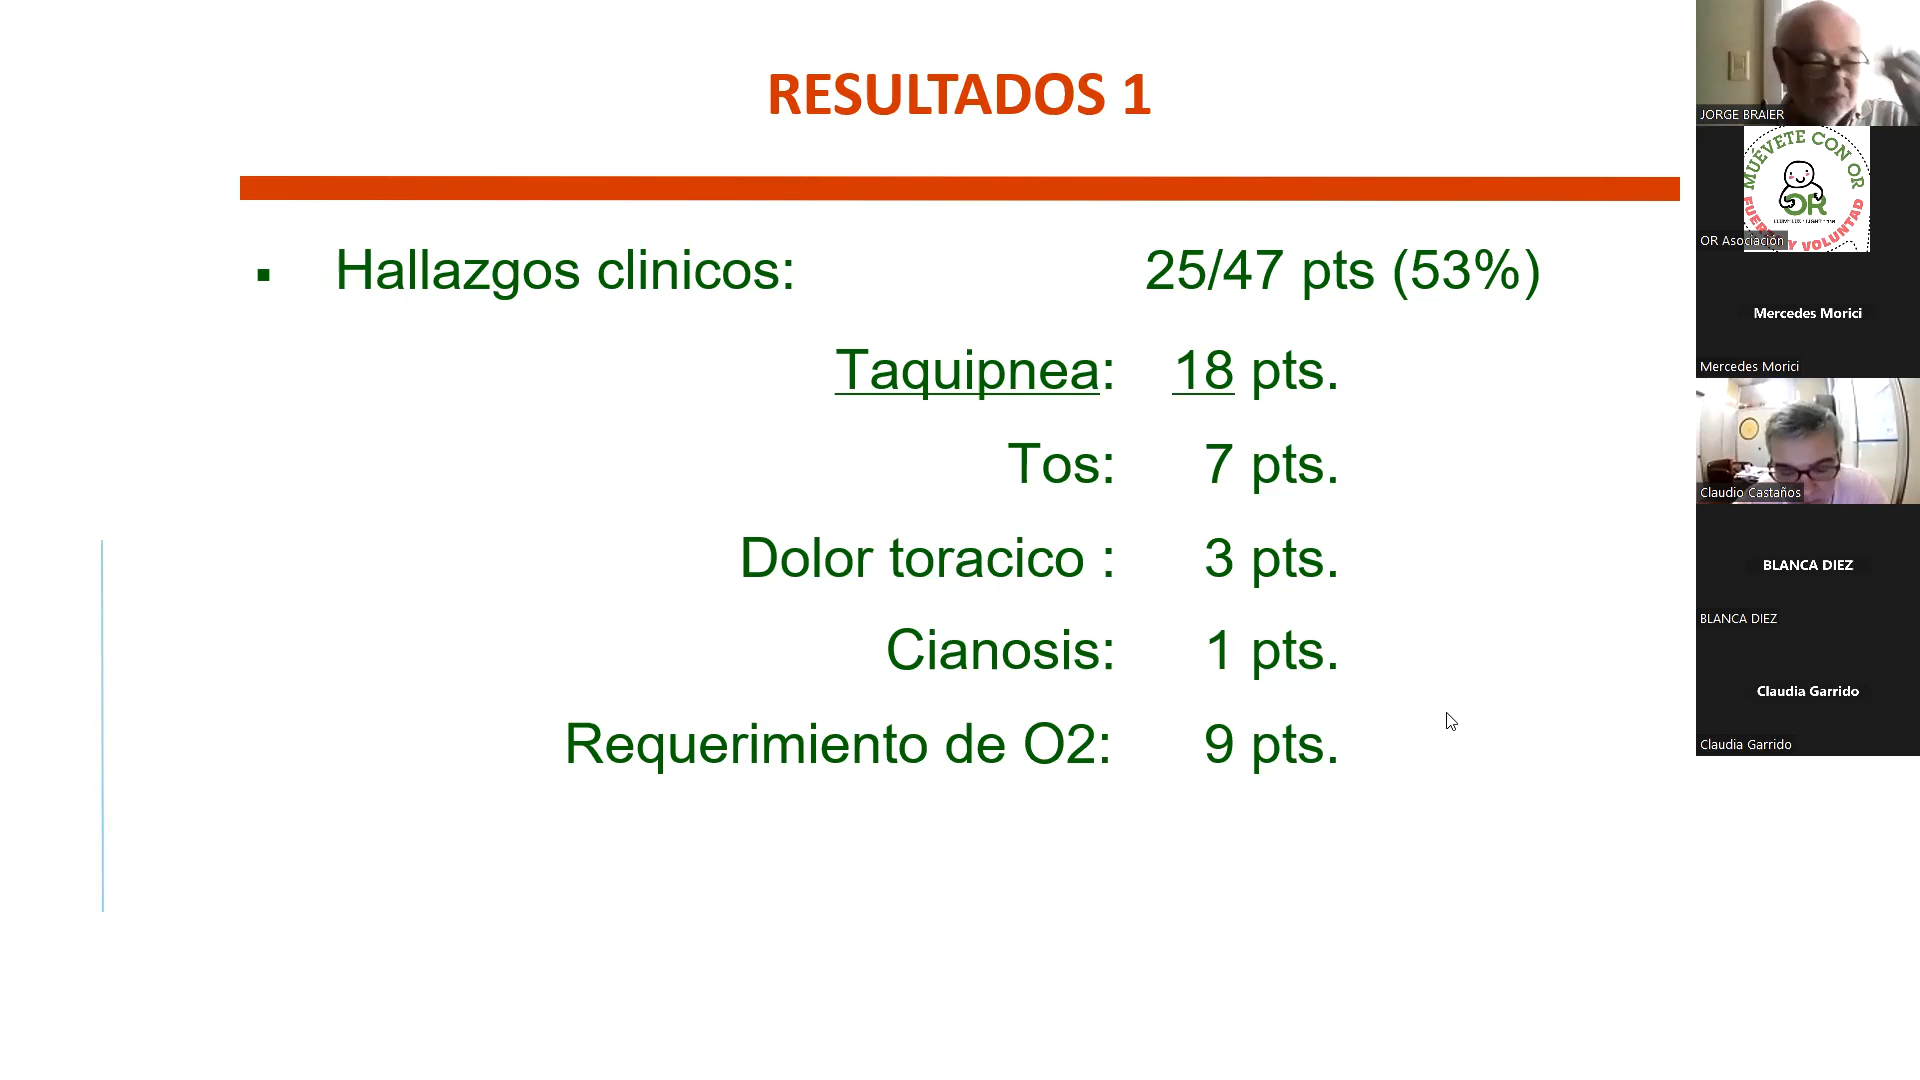 RESULTADOS 1
▪ Hallazgos clinicos: 25/47 pts (53%)
Taquipnea: 18 pts.
Tos: 7 pts.
Dolor toracico : 3 pts.
Cianosis: 1 pts.
Requerimiento de O2: 9 pts.
JORGE BRAIER
MUÉVETE CON OR
OR
Y VOLUNTAD
OR Asociación
Mercedes Morici
Mercedes Morici
Claudio Castaños
BLANCA DIEZ
BLANCA DIEZ
Claudia Garrido
Claudia Garrido